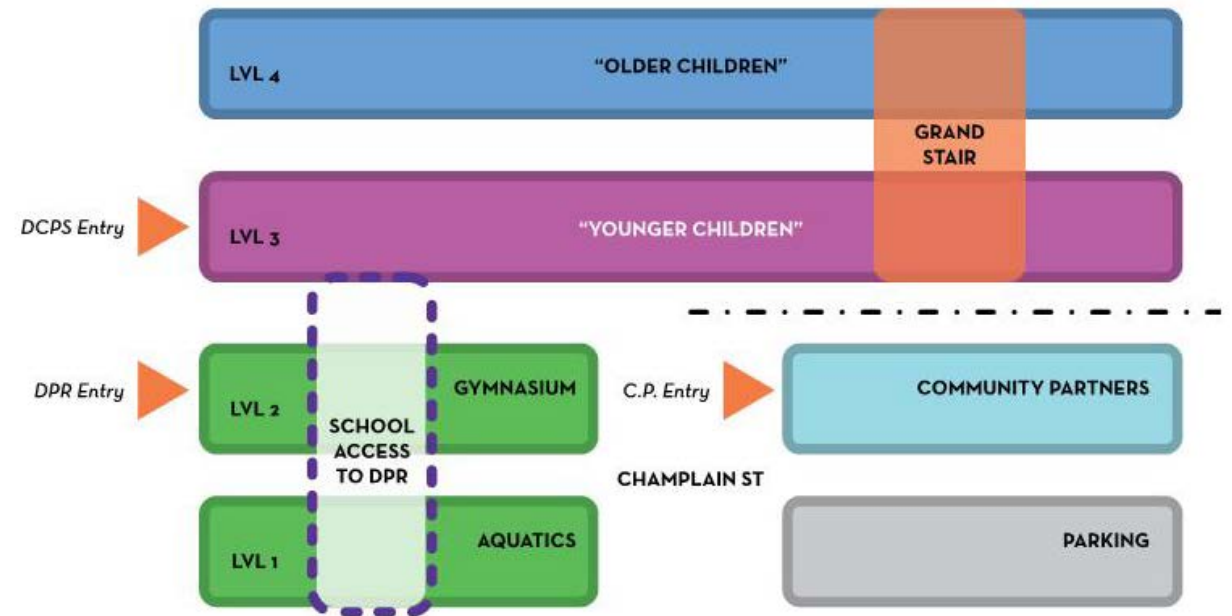 LVL 4
“OLDER CHILDREN”
GRAND
STAIR
DCPS Entry
LVL 3
“YOUNGER CHILDREN”
DPR Entry
LVL 2
GYMNASIUM
SCHOOL
ACCESS
TO DPR
C.P. Entry
COMMUNITY PARTNERS
CHAMPLAIN ST
LVL 1
AQUATICS
PARKING